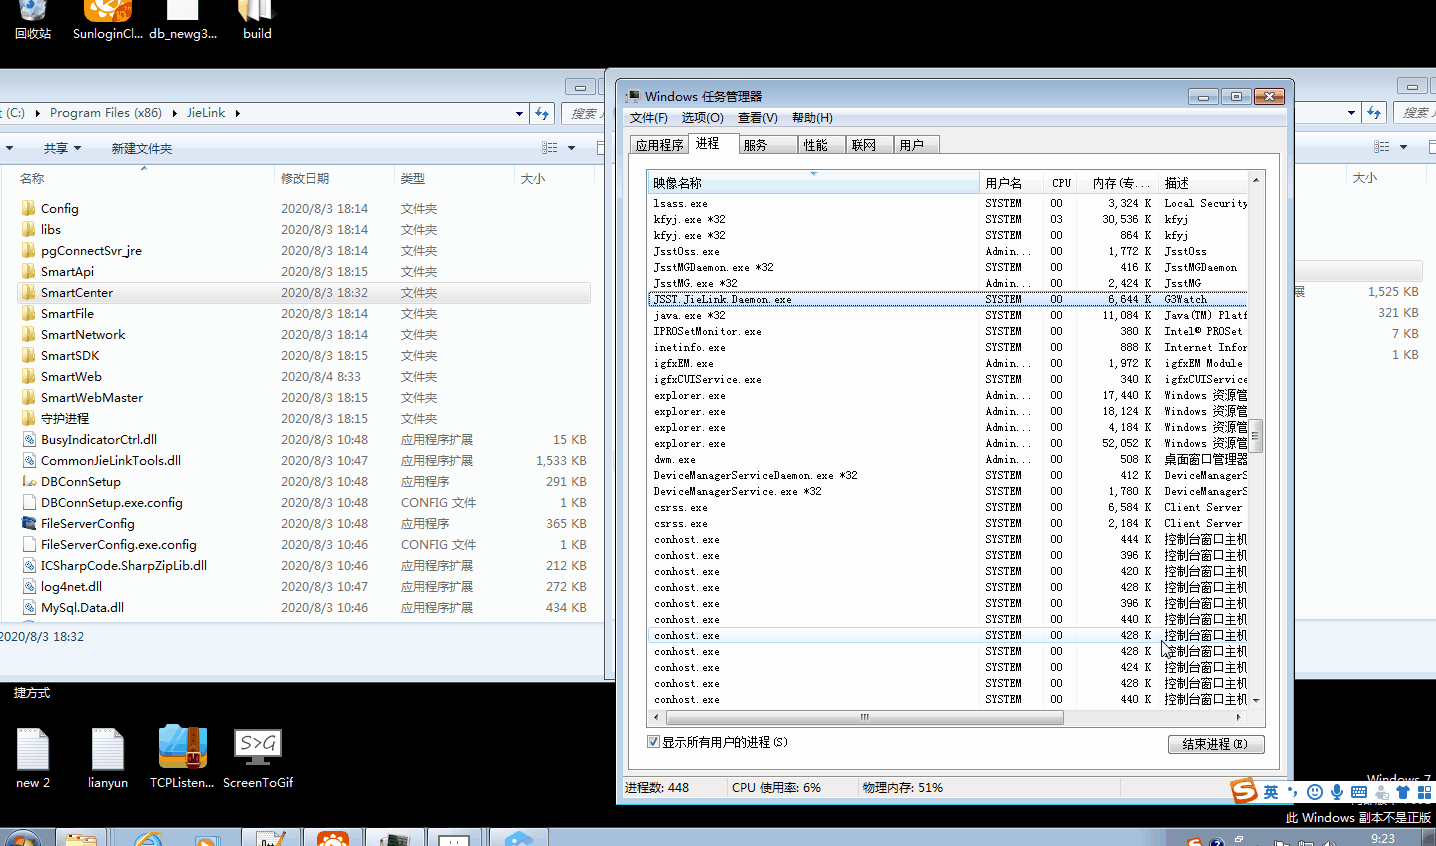 回收站
SunloginCl...
db_newg3...
build
(C:) ▸ Program Files (x86) ▸ JieLink ▸
搜索
共享
新建文件夹
名称 修改日期 类型 大小
Config 2020/8/3 18:14 文件夹
libs 2020/8/3 18:14 文件夹
pgConnectSvr_jre 2020/8/3 18:14 文件夹
SmartApi 2020/8/3 18:15 文件夹
SmartCenter 2020/8/3 18:32 文件夹
SmartFile 2020/8/3 18:14 文件夹
SmartNetwork 2020/8/3 18:14 文件夹
SmartSDK 2020/8/3 18:15 文件夹
SmartWeb 2020/8/4 8:33 文件夹
SmartWebMaster 2020/8/3 18:15 文件夹
守护进程 2020/8/3 18:15 文件夹
BusyIndicatorCtrl.dll 2020/8/3 10:48 应用程序扩展 15 KB
CommonJieLinkTools.dll 2020/8/3 10:47 应用程序扩展 1,533 KB
DBConnSetup 2020/8/3 10:48 应用程序 291 KB
DBConnSetup.exe.config 2020/8/3 10:48 CONFIG 文件 1 KB
FileServerConfig 2020/8/3 10:48 应用程序 365 KB
FileServerConfig.exe.config 2020/8/3 10:46 CONFIG 文件 1 KB
ICSharpCode.SharpZipLib.dll 2020/8/3 10:46 应用程序扩展 212 KB
log4net.dll 2020/8/3 10:47 应用程序扩展 272 KB
MySql.Data.dll 2020/8/3 10:46 应用程序扩展 434 KB
2020/8/3 18:32
Windows 任务管理器
文件(F) 选项(O) 查看(V) 帮助(H)
应用程序 进程 服务 性能 联网 用户
映像名称 用户名 CPU 内存(专... 描述
lsass.exe SYSTEM 00 3,324 K Local Security
kfyj.exe *32 SYSTEM 03 30,536 K kfyj
kfyj.exe *32 SYSTEM 00 864 K kfyj
JsstOss.exe Admin... 00 1,772 K JsstOss
JsstMGDaemon.exe *32 SYSTEM 00 416 K JsstMGDaemon
JsstMG.exe *32 Admin... 00 2,424 K JsstMG
JSST.JieLink.Daemon.exe SYSTEM 00 6,644 K G3Watch
java.exe *32 SYSTEM 00 11,084 K Java(TM) Platf
IPROSetMonitor.exe SYSTEM 00 380 K Intel® PROSet
inetinfo.exe SYSTEM 00 888 K Internet Infor
igfxEM.exe Admin... 00 1,972 K igfxEM Module
igfxCUIService.exe SYSTEM 00 340 K igfxCUIService
explorer.exe Admin... 00 17,440 K Windows 资源管
explorer.exe Admin... 00 18,124 K Windows 资源管
explorer.exe Admin... 00 4,184 K Windows 资源管
explorer.exe Admin... 00 52,052 K Windows 资源管
dwm.exe Admin... 00 508 K 桌面窗口管理器
DeviceManagerServiceDaemon.exe *32 SYSTEM 00 412 K DeviceManagerS
DeviceManagerService.exe *32 SYSTEM 00 1,780 K DeviceManagerS
csrss.exe SYSTEM 00 6,584 K Client Server
csrss.exe SYSTEM 00 2,184 K Client Server
conhost.exe SYSTEM 00 444 K 控制台窗口主机
conhost.exe SYSTEM 00 396 K 控制台窗口主机
conhost.exe SYSTEM 00 420 K 控制台窗口主机
conhost.exe SYSTEM 00 428 K 控制台窗口主机
conhost.exe SYSTEM 00 396 K 控制台窗口主机
conhost.exe SYSTEM 00 440 K 控制台窗口主机
conhost.exe SYSTEM 00 428 K 控制台窗口主机
conhost.exe SYSTEM 00 428 K 控制台窗口主机
conhost.exe SYSTEM 00 424 K 控制台窗口主机
conhost.exe SYSTEM 00 428 K 控制台窗口主机
conhost.exe SYSTEM 00 440 K 控制台窗口主机
显示所有用户的进程(S)
结束进程(E)
进程数: 448 CPU 使用率: 6% 物理内存: 51%
搜索
大小
展 1,525 KB
321 KB
7 KB
1 KB
捷方式
new 2
lianyun
TCPListen...
S>G
ScreenToGif
Windows 7
英
此 Windows 副本不是正版
9:23